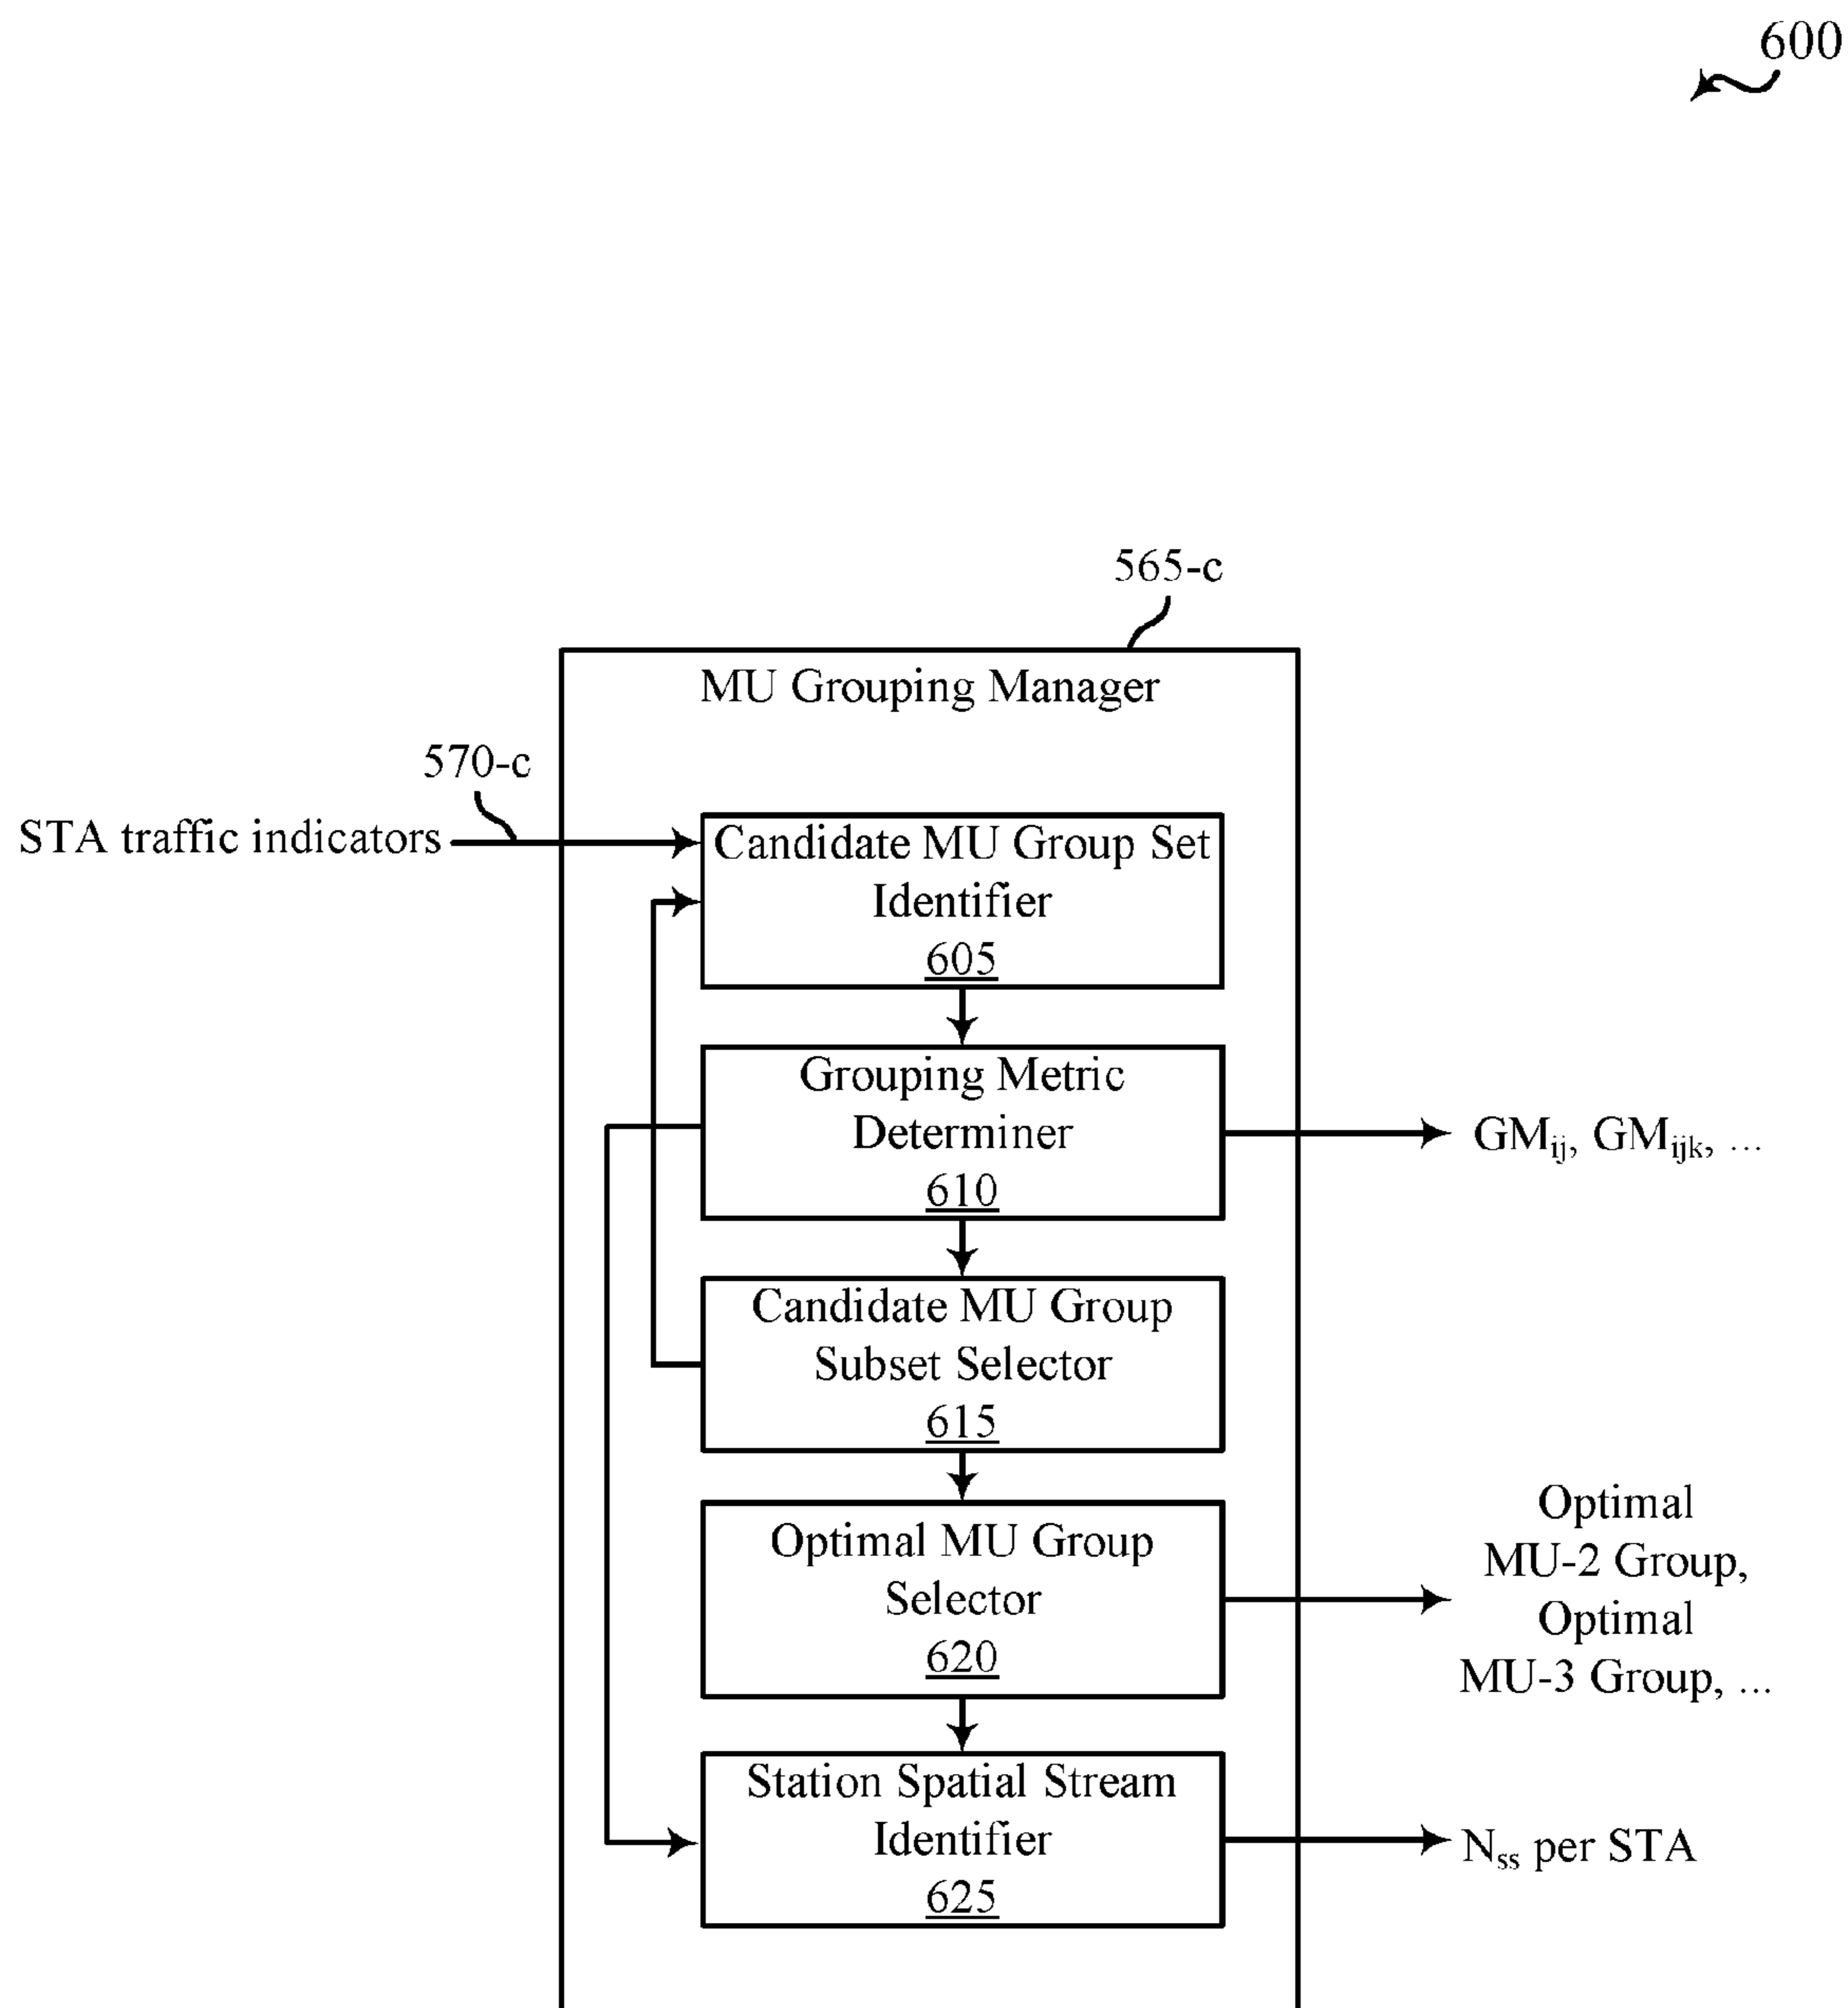 600
565-c
MU Grouping Manager
570-c
STA traffic indicators
Candidate MU Group Set
Identifier
605
Grouping Metric
Determiner
610
GMij, GMijk, ...
Candidate MU Group
Subset Selector
615
Optimal MU Group
Selector
620
Optimal
MU-2 Group,
Optimal
MU-3 Group, ...
Station Spatial Stream
Identifier
625
Nss per STA